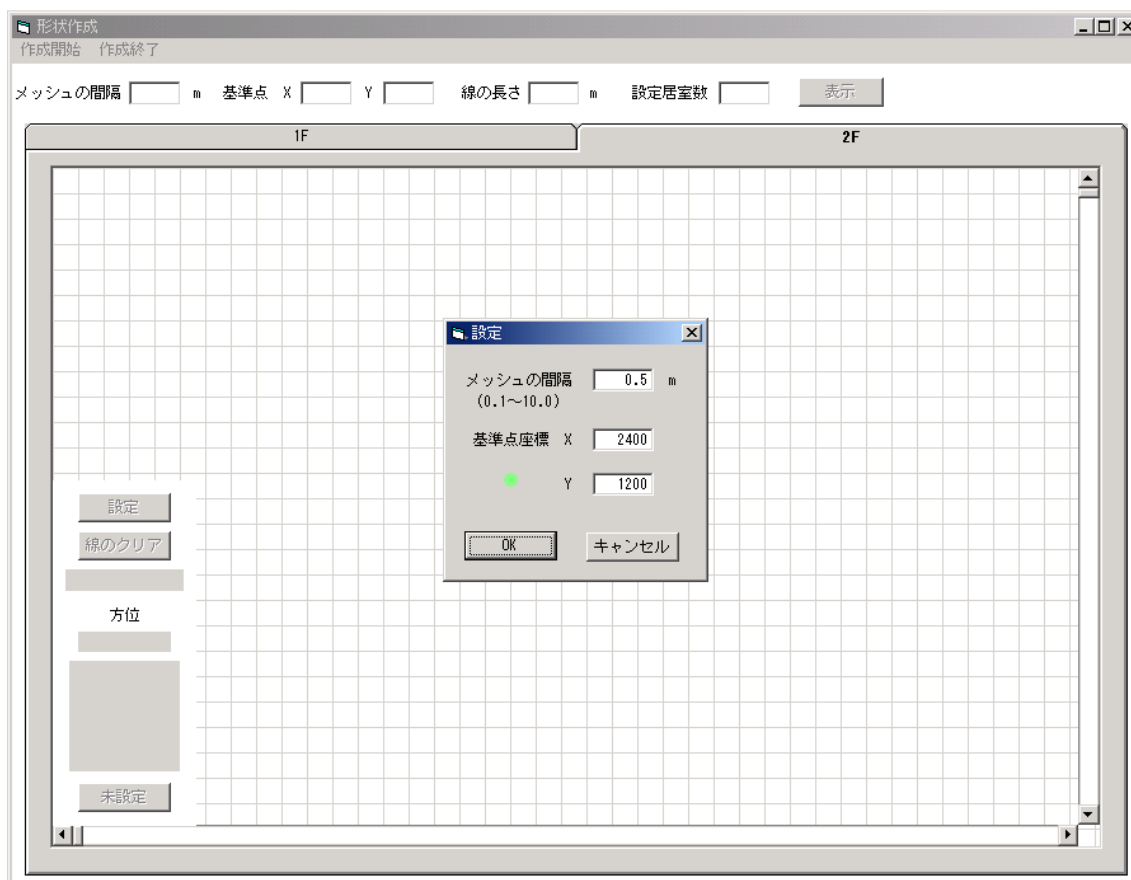 形状作成
作成開始 作成終了
メッシュの間隔 m 基準点 X Y 線の長さ m 設定居室数 表示
1F 2F
設定
メッシュの間隔 0.5 m
(0.1～10.0)
基準点座標 X 2400
Y 1200
OK キャンセル
設定
線のクリア
方位
未設定